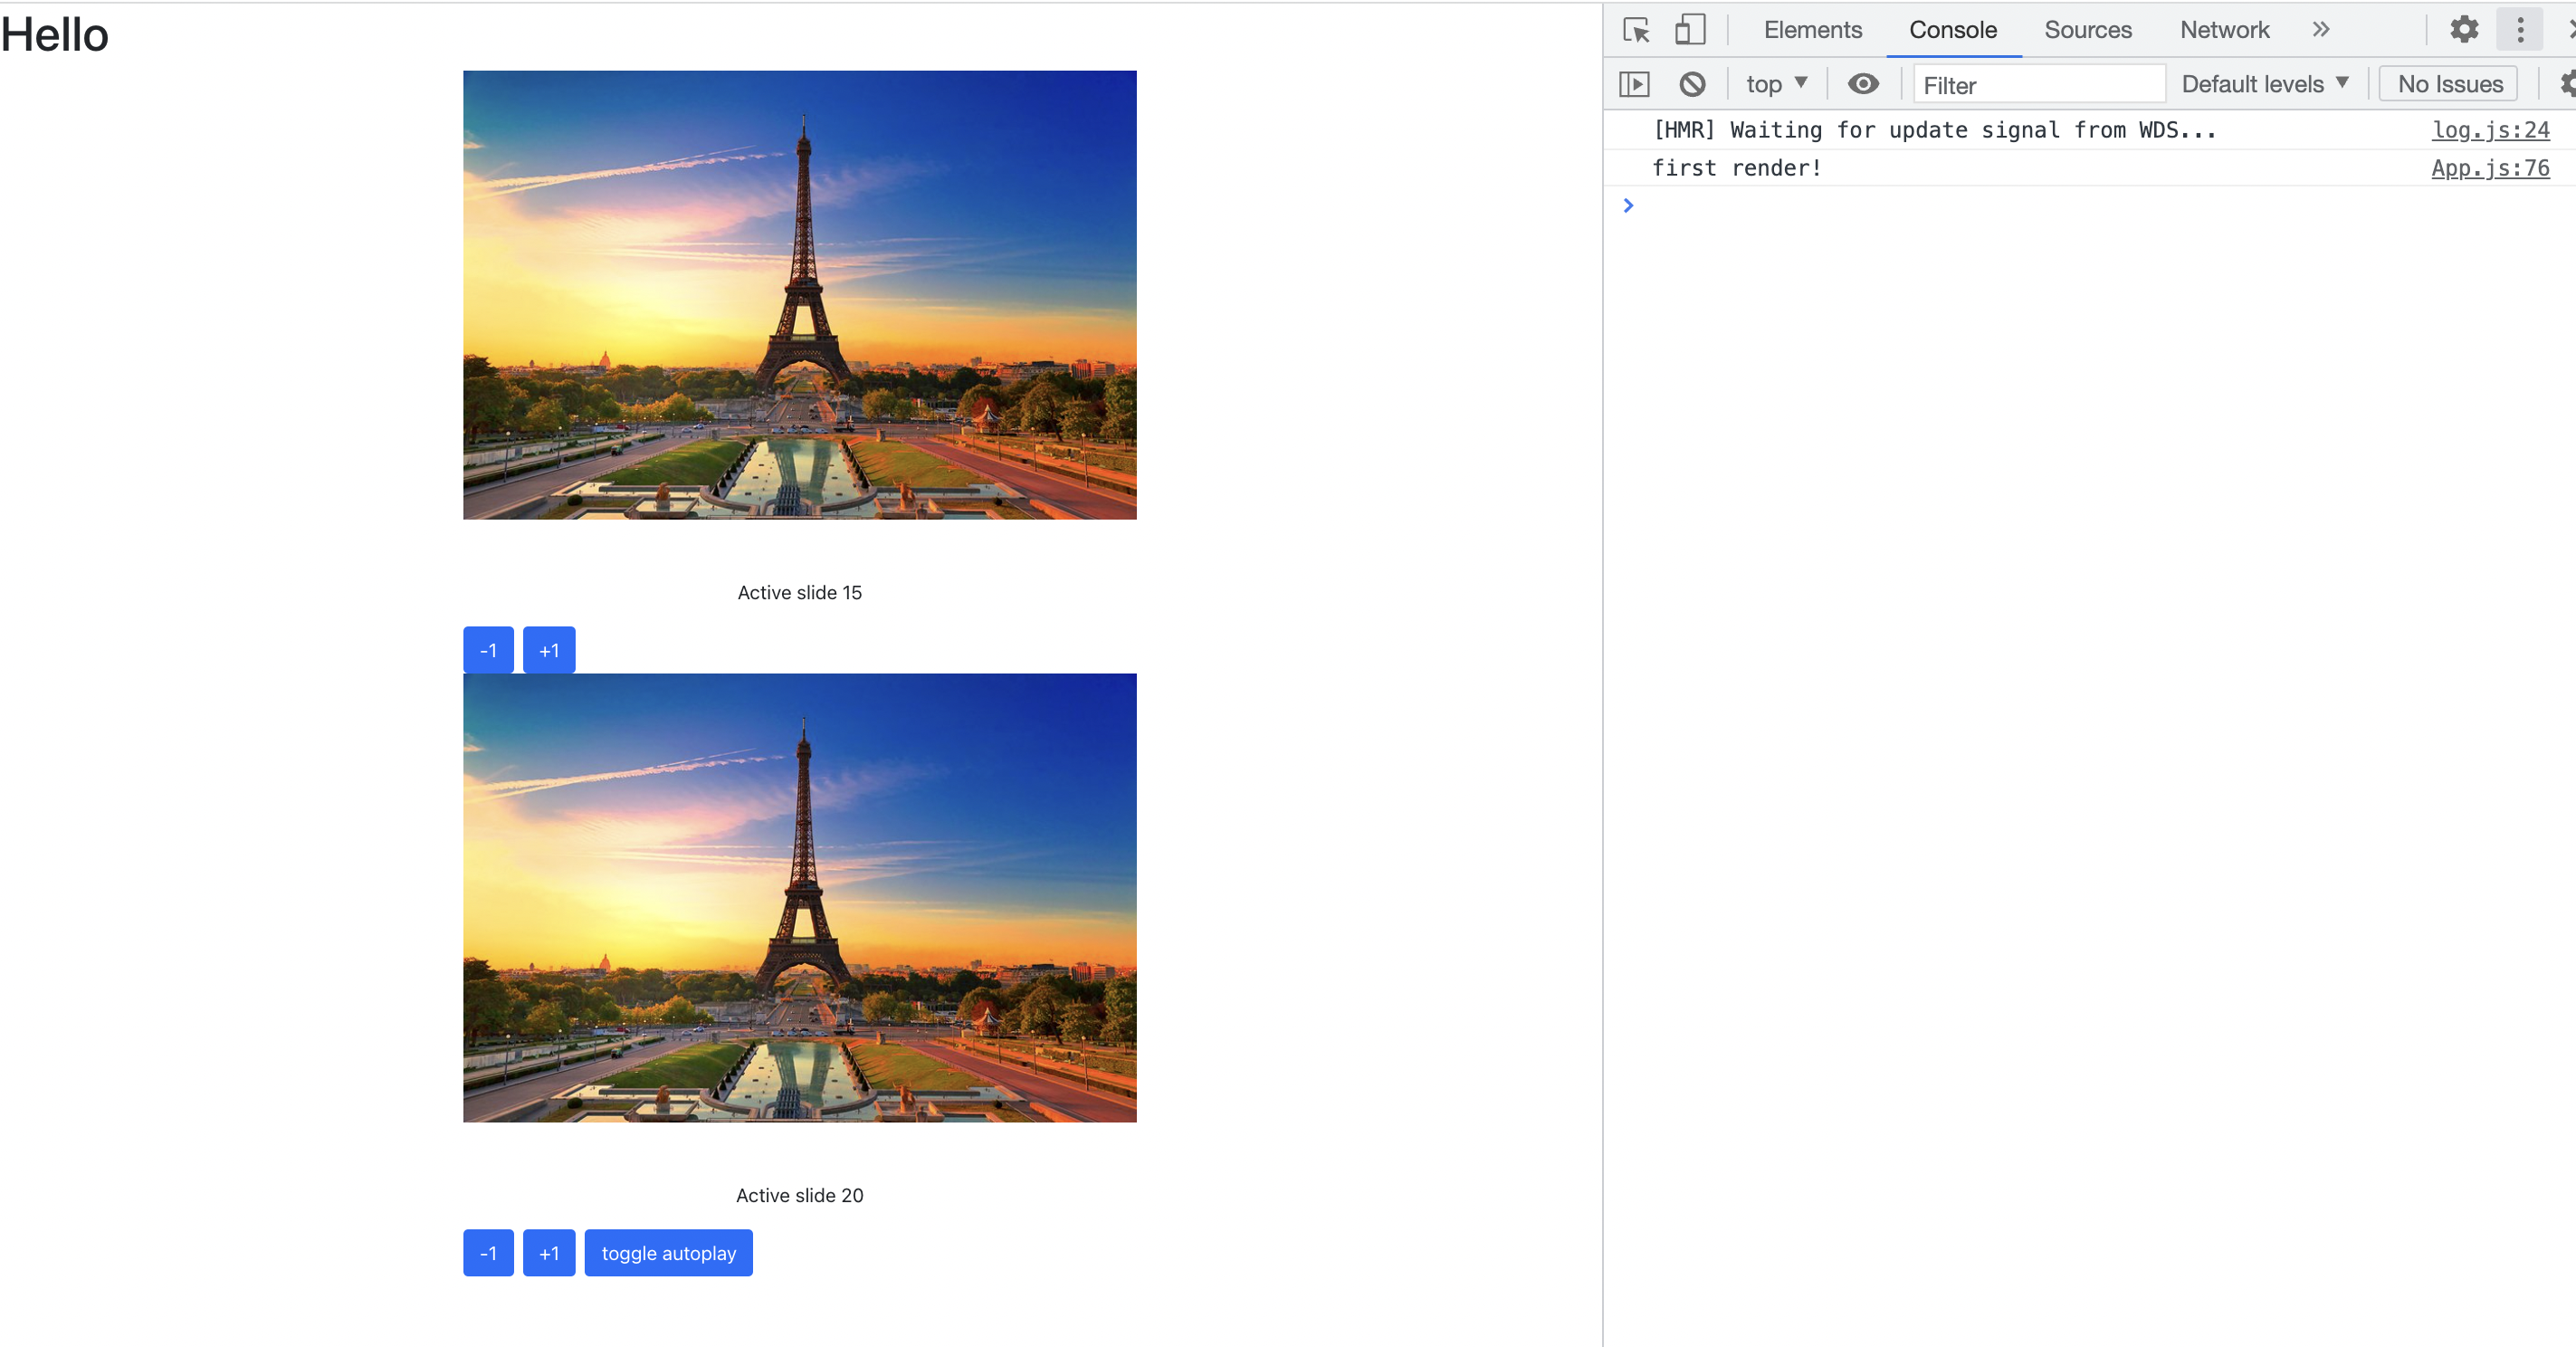 Hello
Active slide 15
-1 +1
Active slide 20
-1 +1 toggle autoplay
Elements Console Sources Network »
top ▼ Filter Default levels ▼ No Issues
[HMR] Waiting for update signal from WDS... log.js:24
first render! App.js:76